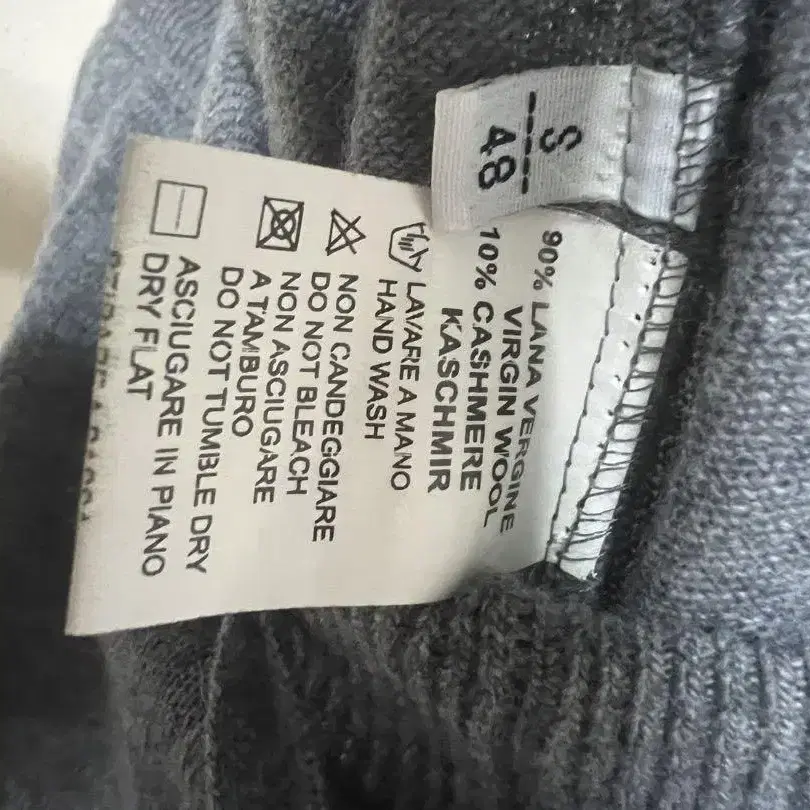 S
48
90% LANA VERGINE
VIRGIN WOOL
10% CASHMERE
KASCHMIR
LAVARE A MANO
HAND WASH
NON CANDEGGIARE
DO NOT BLEACH
NON ASCIUGARE
A TAMBURO
DO NOT TUMBLE DRY
ASCIUGARE IN PIANO
DRY FLAT